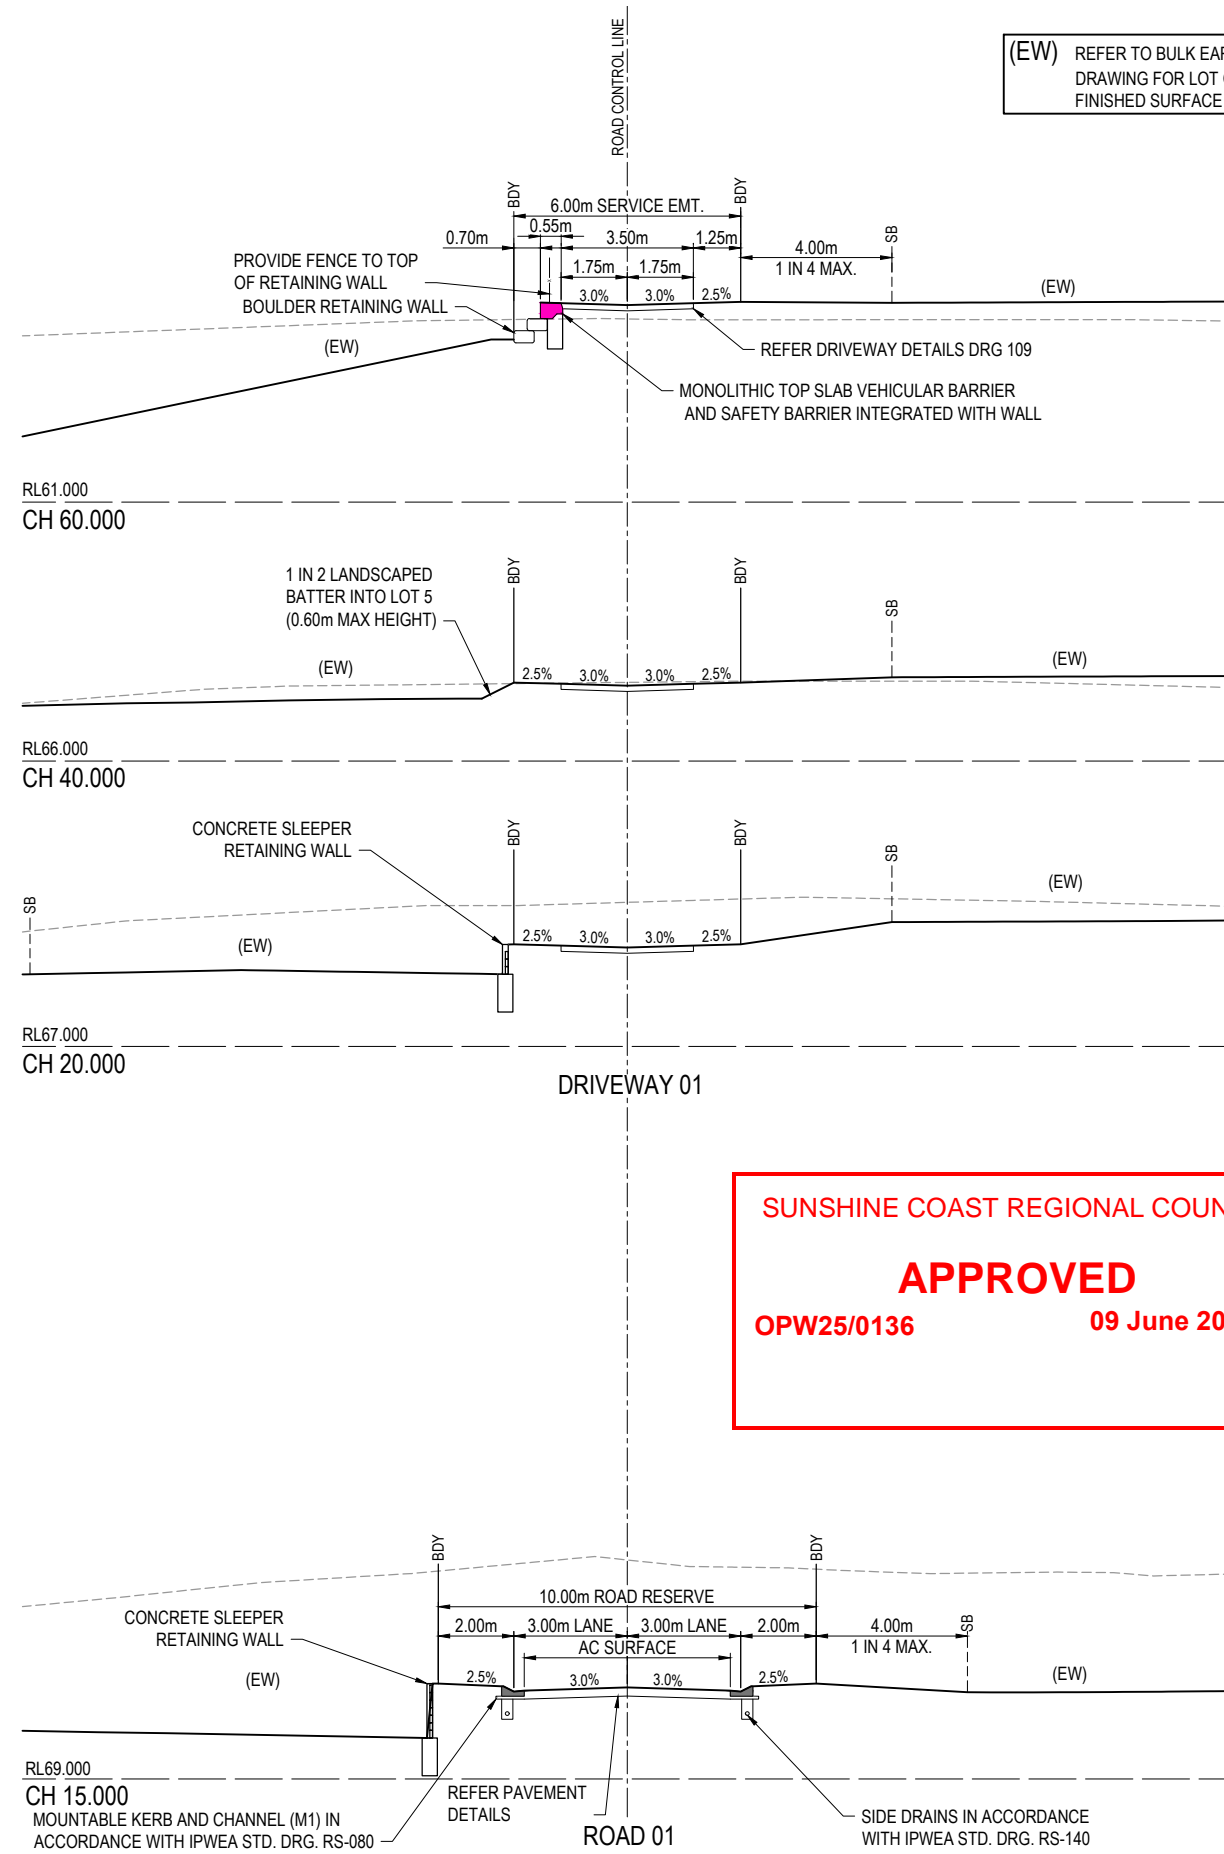 ROAD CONTROL LINE
(EW) REFER TO BULK
DRAWING FOR LOT
FINISHED SURFACE
BDY
BDY
6.00m SERVICE EMT.
SB
0.55m
0.70m
3.50m
1.25m
4.00m
1 IN 4 MAX.
PROVIDE FENCE TO TOP
OF RETAINING WALL
1.75m
1.75m
BOULDER RETAINING WALL
3.0%
3.0%
2.5%
(EW)
(EW)
REFER DRIVEWAY DETAILS DRG 109
MONOLITHIC TOP SLAB VEHICULAR BARRIER
AND SAFETY BARRIER INTEGRATED WITH WALL
RL61.000
CH 60.000
1 IN 2 LANDSCAPED
BATTER INTO LOT 5
(0.60m MAX HEIGHT)
BDY
BDY
SB
(EW)
2.5%
3.0%
3.0%
2.5%
(EW)
RL66.000
CH 40.000
CONCRETE SLEEPER
RETAINING WALL
BDY
BDY
SB
SB
(EW)
(EW)
2.5%
3.0%
3.0%
2.5%
RL67.000
CH 20.000
DRIVEWAY 01
SUNSHINE COAST REGIONAL
APPROVED
OPW25/0136
09 June
BDY
BDY
10.00m ROAD RESERVE
CONCRETE SLEEPER
RETAINING WALL
2.00m
3.00m LANE
3.00m LANE
2.00m
4.00m
1 IN 4 MAX.
SB
AC SURFACE
(EW)
2.5%
3.0%
3.0%
2.5%
(EW)
RL69.000
CH 15.000
MOUNTABLE KERB AND CHANNEL (M1) IN
ACCORDANCE WITH IPWEA STD. DRG. RS-080
REFER PAVEMENT
DETAILS
SIDE DRAINS IN ACCORDANCE
WITH IPWEA STD. DRG. RS-140
ROAD 01